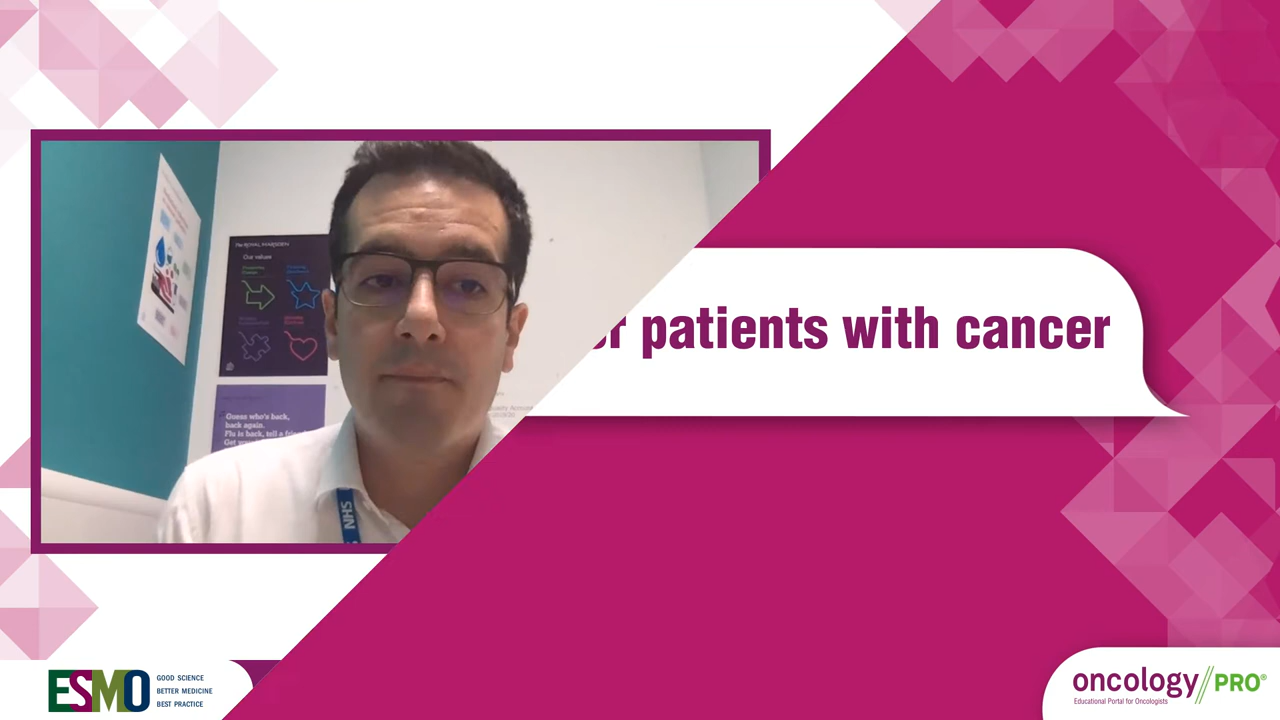 The ROYAL MARSDEN
Our values
Guess who's back,
back again.
Flu is back, tell a
r patients with cancer
NHS
ESMO
GOOD SCIENCE
BETTER MEDICINE
BEST PRACTICE
oncology//PRO®
Educational Portal for Oncologists